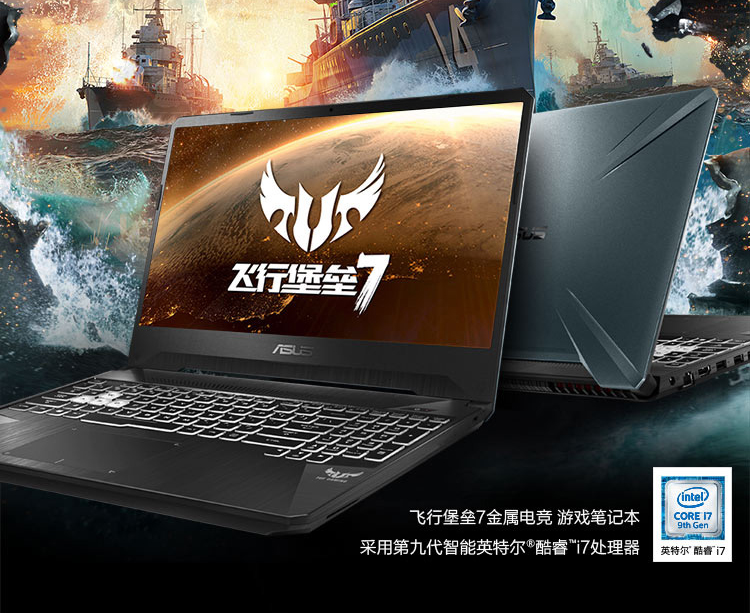 14
飞行堡垒7
ASUS
TUF GAMING
飞行堡垒7金属电竞 游戏笔记本
采用第九代智能英特尔®酷睿™i7处理器
intel
CORE i7
9th Gen
英特尔®酷睿™i7